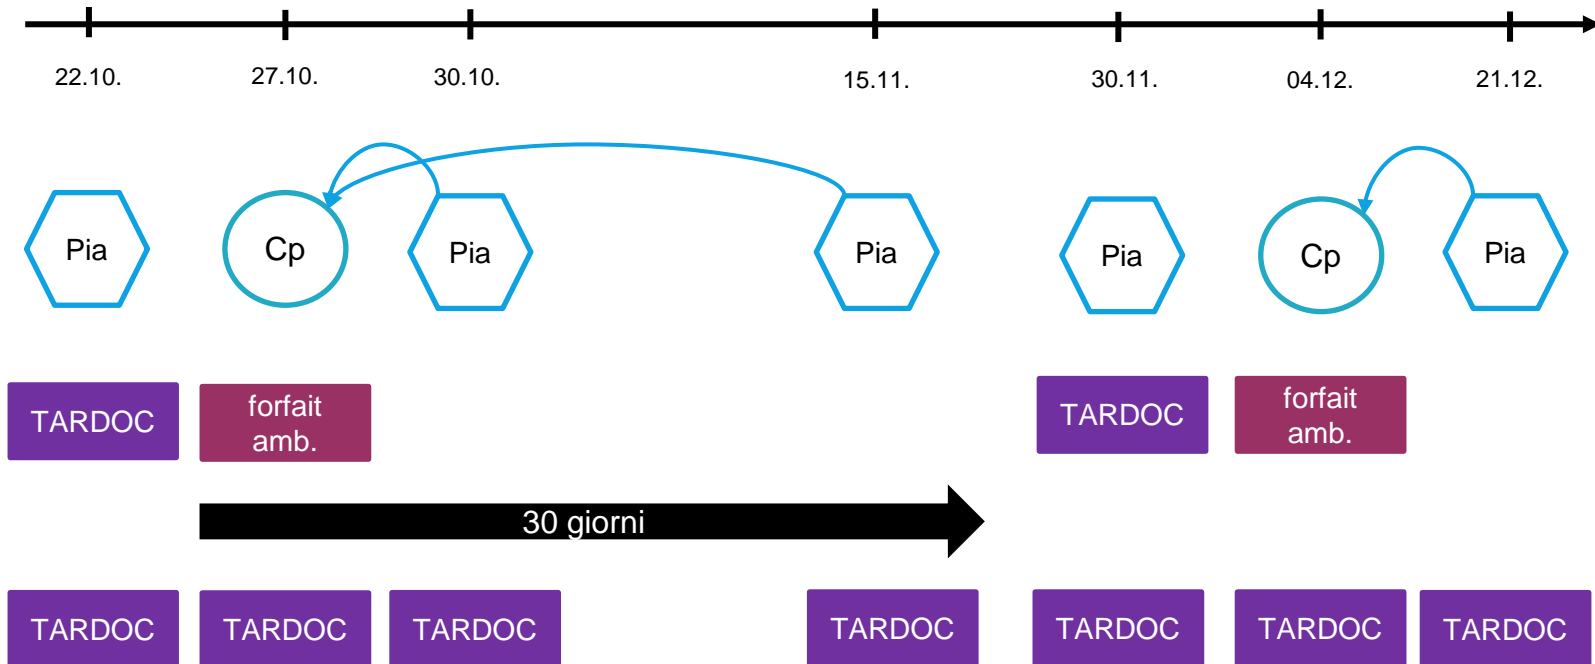 22.10. 27.10. 30.10. 15.11. 30.11. 04.12. 21.12.
Pia Cp Pia Pia Pia Cp Pia
TARDOC forfait amb. TARDOC forfait amb.
30 giorni
TARDOC TARDOC TARDOC TARDOC TARDOC TARDOC TARDOC